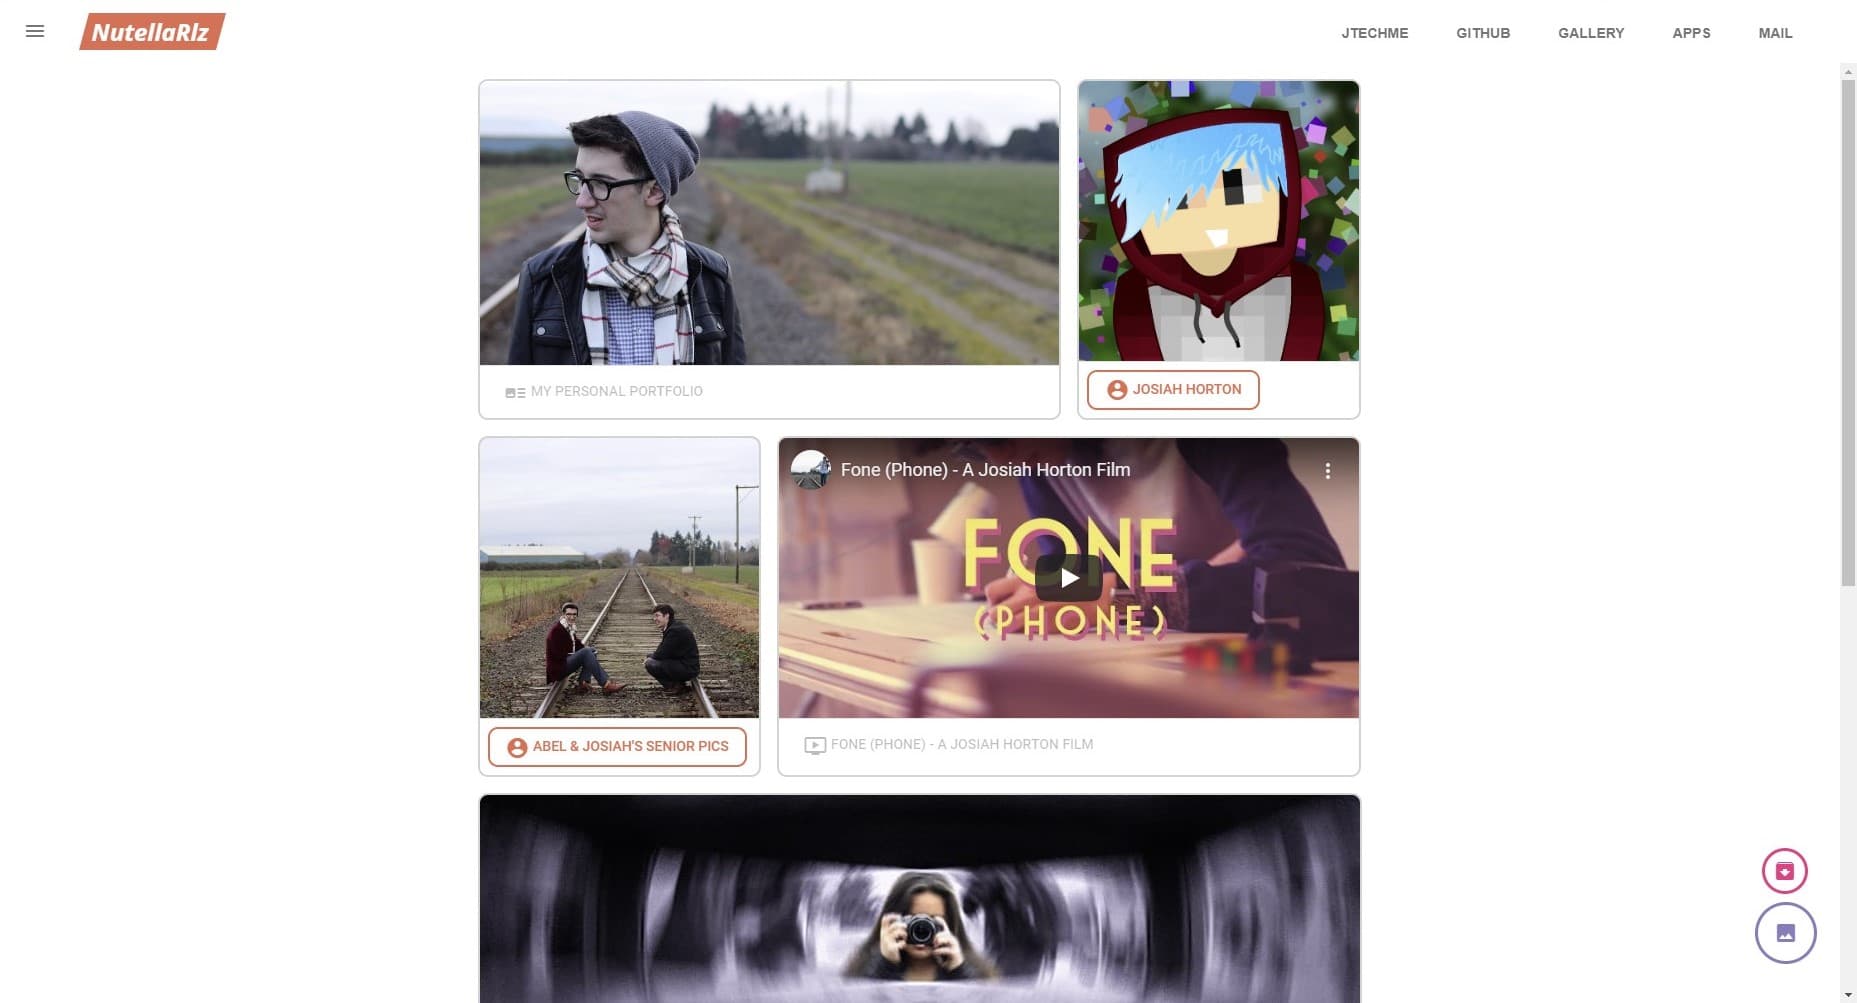 NutellaRlz
JTECHME GITHUB GALLERY APPS MAIL
MY PERSONAL PORTFOLIO
JOSIAH HORTON
Fone (Phone) - A Josiah Horton Film
FONE
(PHONE)
ABEL & JOSIAH'S SENIOR PICS
FONE (PHONE) - A JOSIAH HORTON FILM